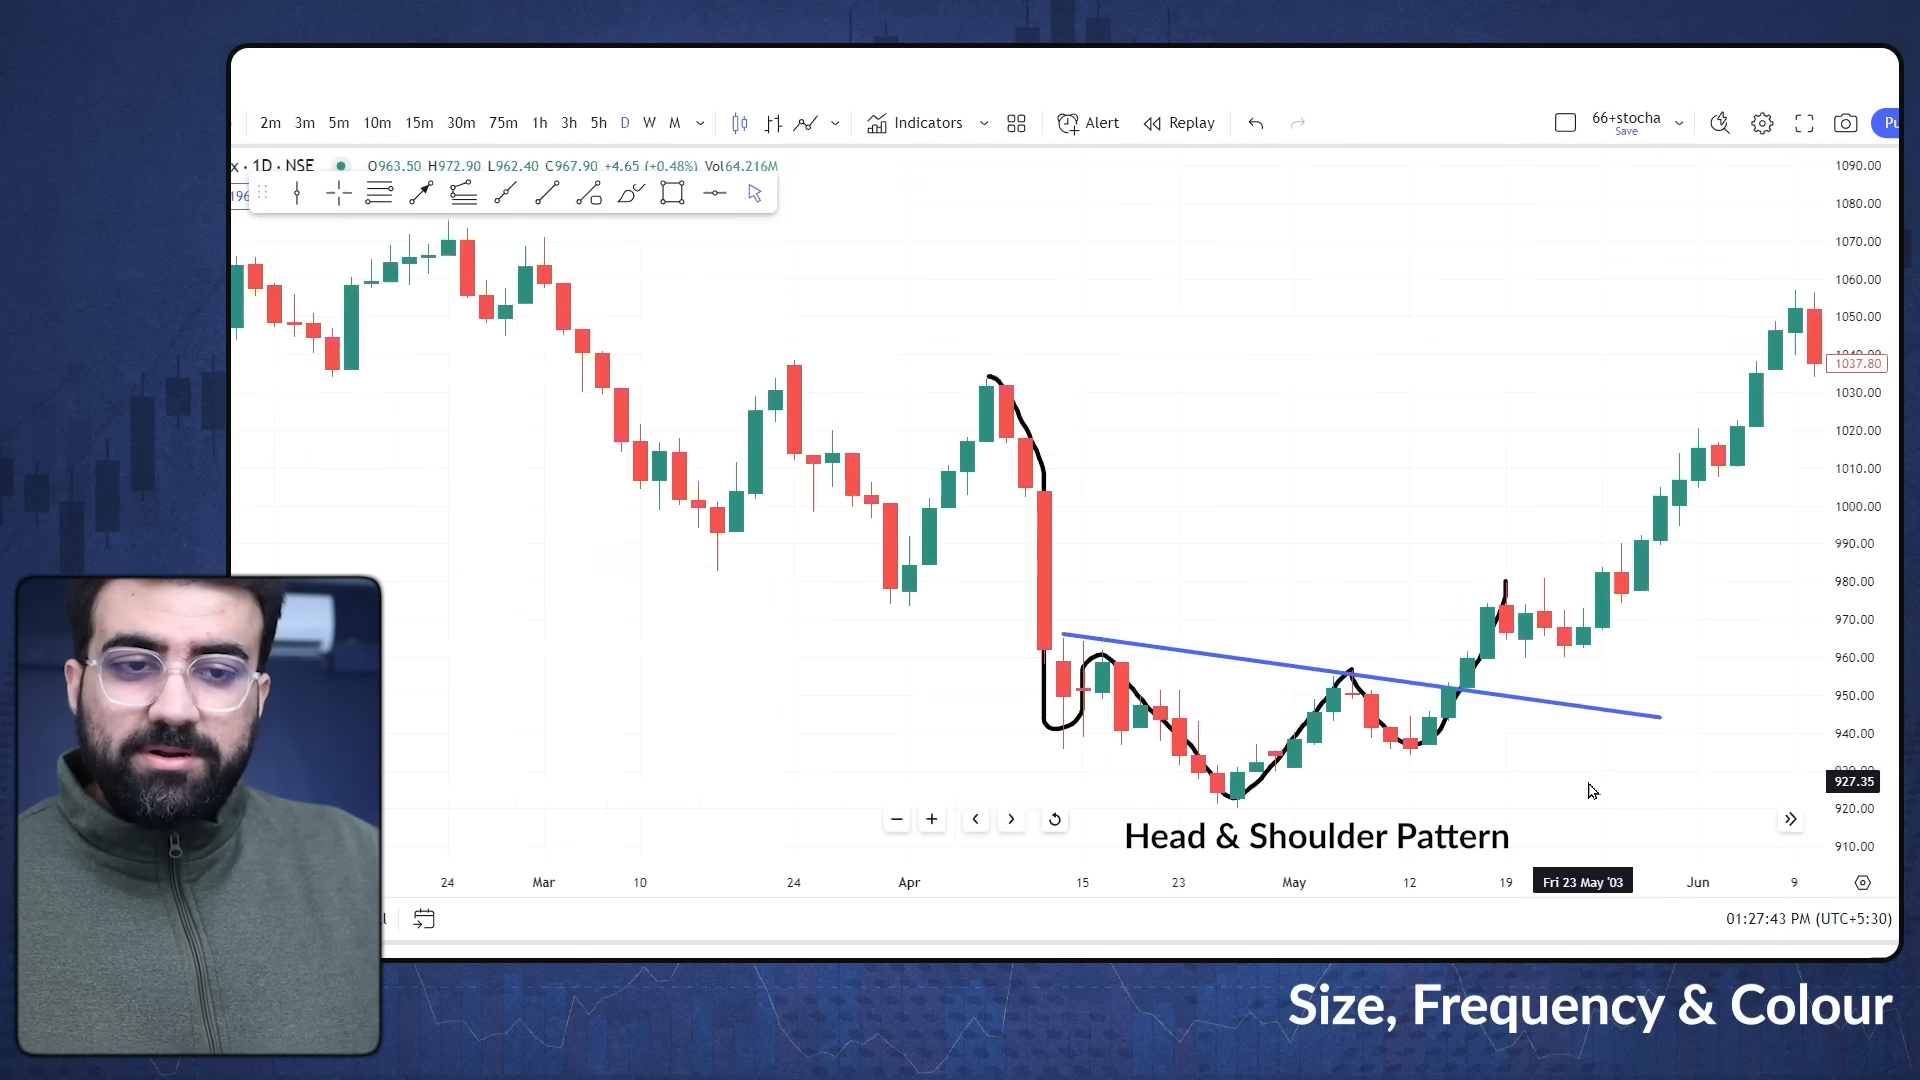 2m 3m 5m 10m 15m 30m 75m 1h 3h 5h D W M Indicators Alert Replay 66+stocha
Save
x · 1D · NSE O963.50 H972.90 L962.40 C967.90 +4.65 (+0.48%) Vol64.216M
196
1090.00
1080.00
1070.00
1060.00
1050.00
1037.80
1030.00
1020.00
1010.00
1000.00
990.00
980.00
970.00
960.00
950.00
940.00
927.35
920.00
910.00
Head & Shoulder Pattern
24 Mar 10 24 Apr 15 23 May 12 19 Fri 23 May '03 Jun 9
01:27:43 PM (UTC+5:30)
Size, Frequency & Colour